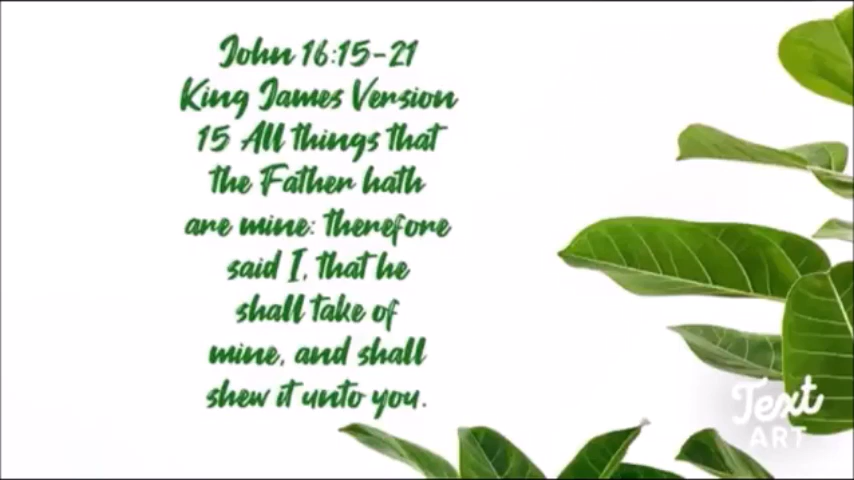 John 16:15-21
King James Version
15 All things that
the Father hath
are mine: therefore
said I, that he
shall take of
mine, and shall
shew it unto you.
Text
ART